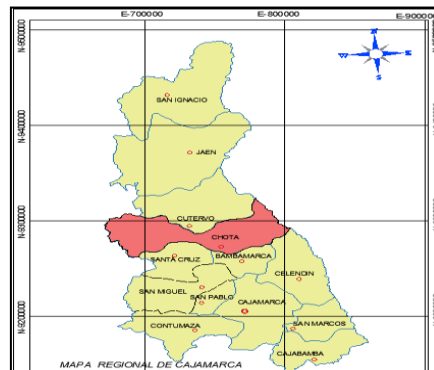 E-700000 E-800000 E-900000
N-9500000
N
W E
S
SAN IGNACIO
N-9400000
JAEN
N-9300000
CUTERVO
CHOTA
SANTA CRUZ
BAMBAMARCA
CELENDIN
SAN MIGUEL
SAN PABLO
CAJAMARCA
N-9200000
CONTUMAZA
SAN MARCOS
CAJABAMBA
MAPA REGIONAL DE CAJAMARCA